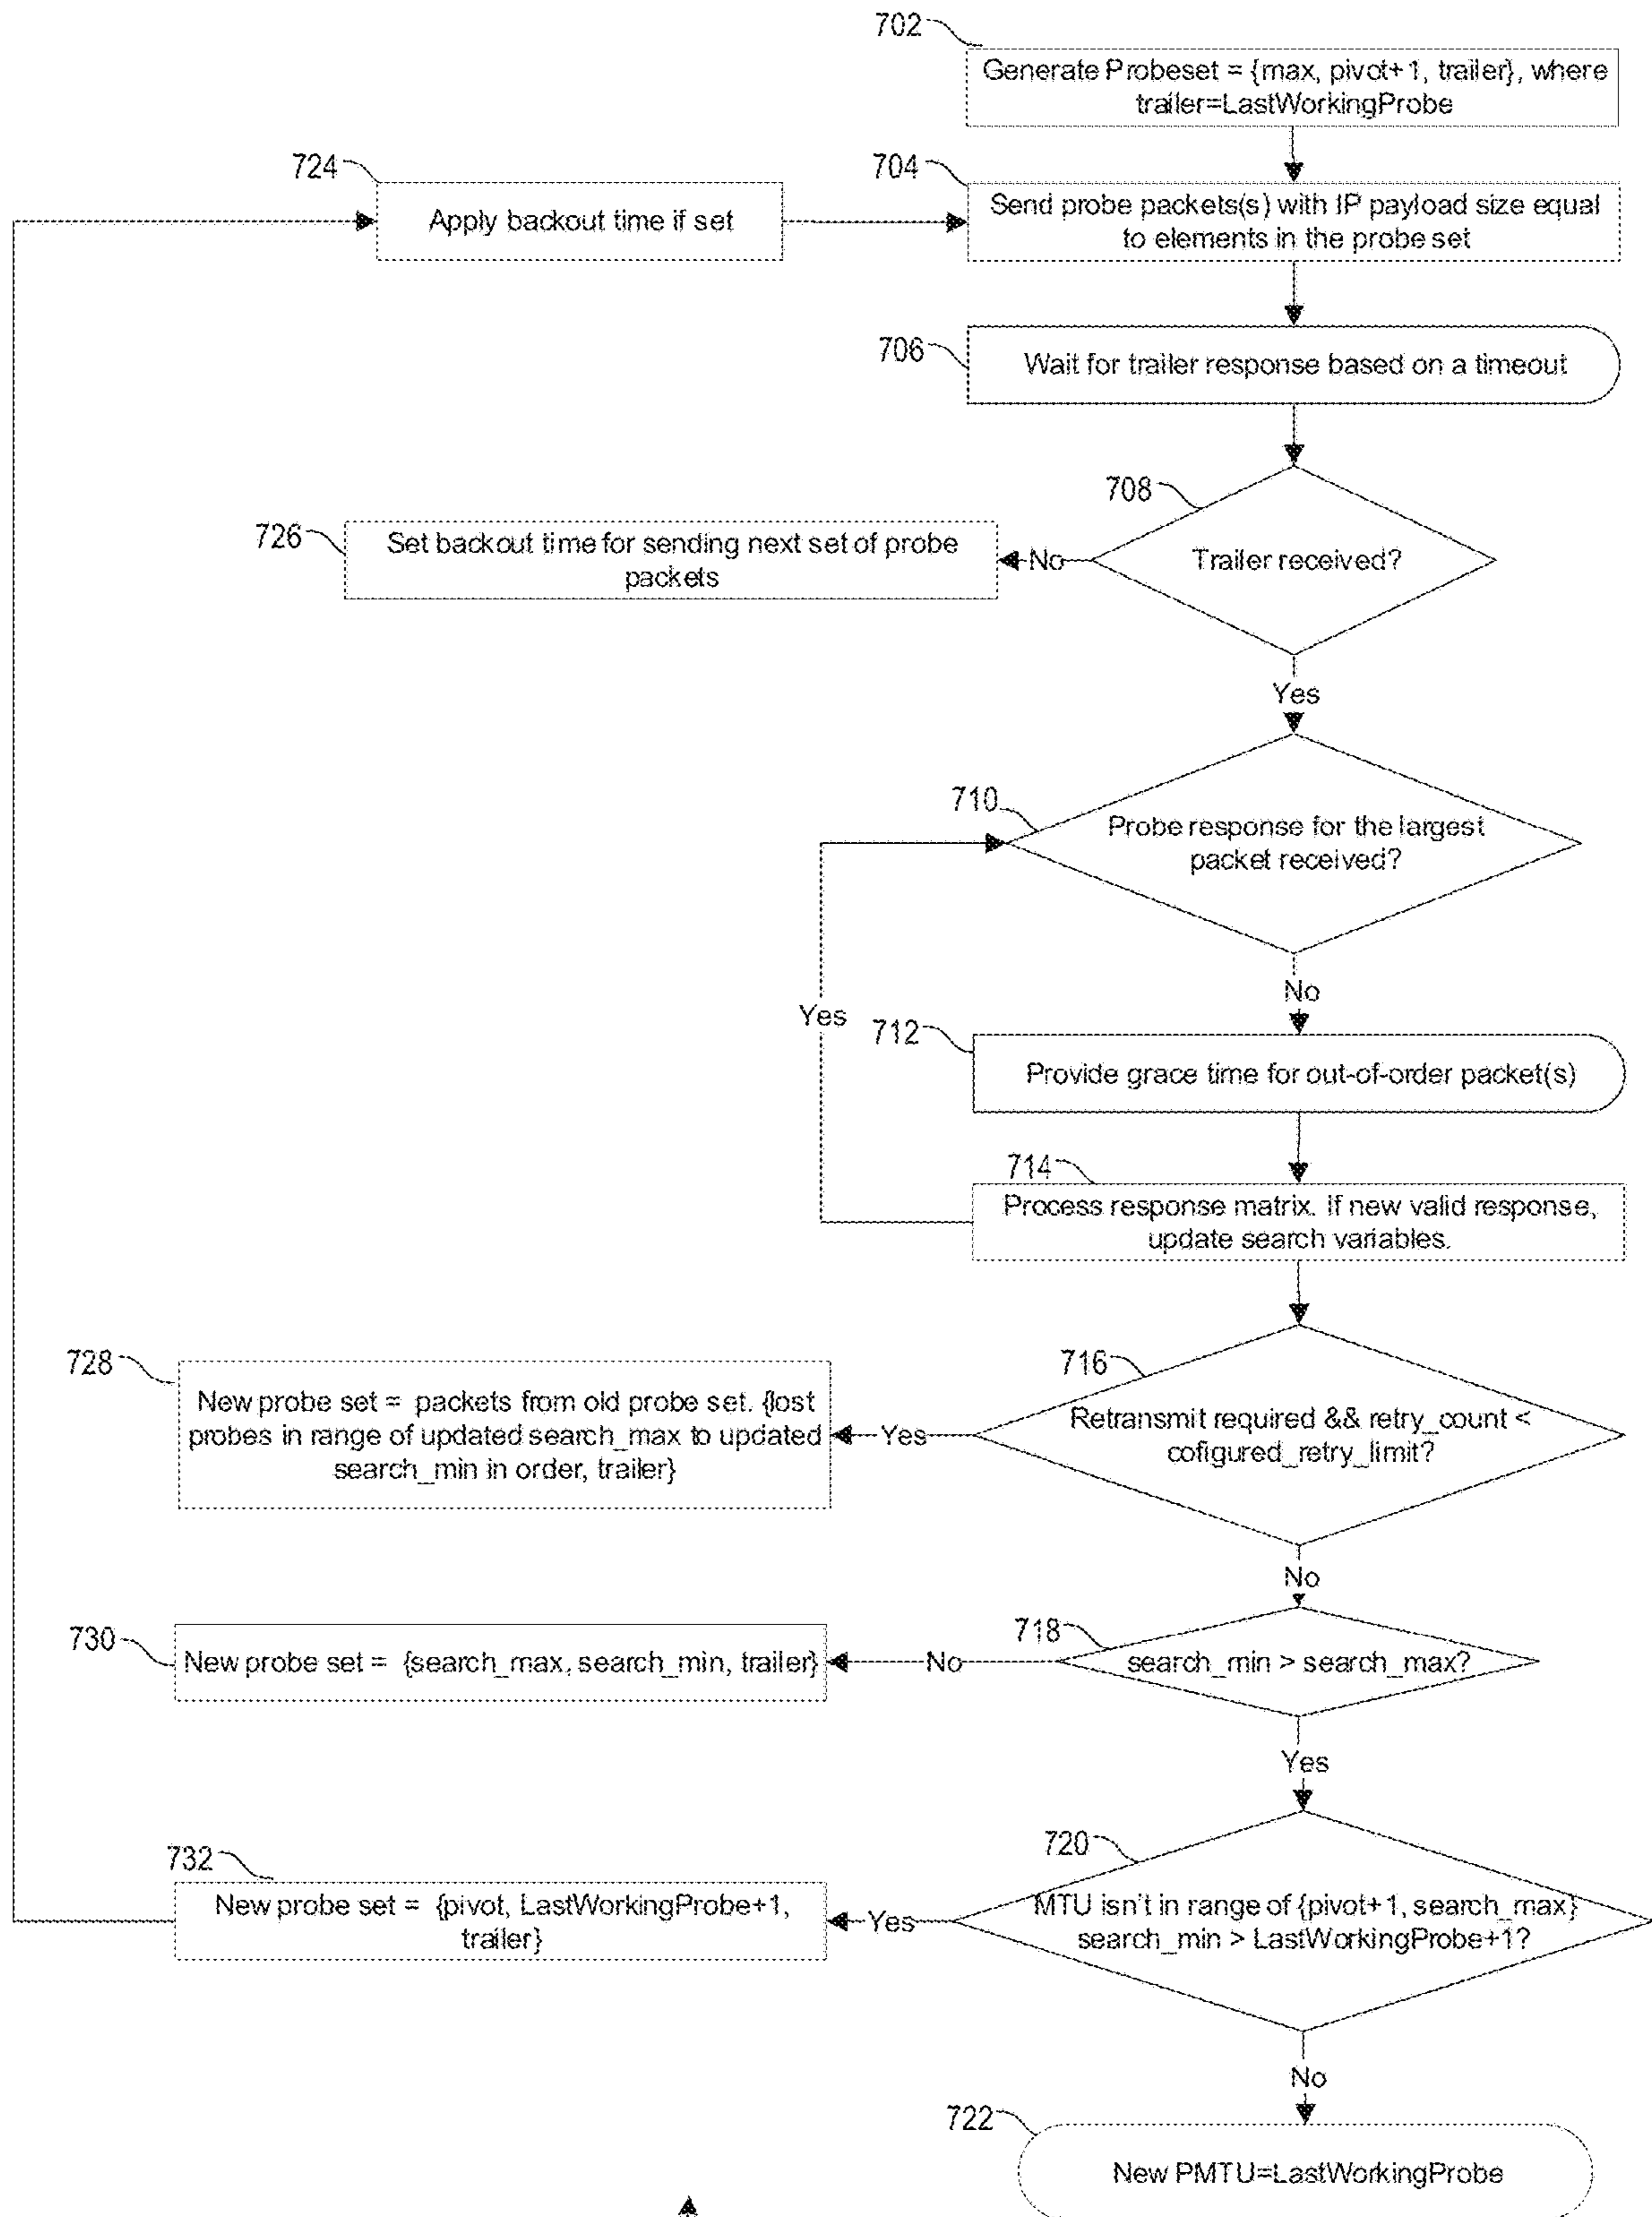 702
Generate Probeset = {max, pivot+1, trailer}, where
trailer=LastWorkingProbe
724
Apply backout time if set
704
Send probe packets(s) with IP payload size equal
to elements in the probe set
706
Wait for trailer response based on a timeout
708
Trailer received?
No
726
Set backout time for sending next set of probe
packets
Yes
710
Probe response for the largest
packet received?
No
Yes
712
Provide grace time for out-of-order packet(s)
714
Process response matrix. If new valid response,
update search variables.
716
Retransmit required && retry_count <
cofigured_retry_limit?
Yes
728
New probe set = packets from old probe set. {lost
probes in range of updated search_max to updated
search_min in order, trailer}
No
718
search_min > search_max?
No
730
New probe set = {search_max, search_min, trailer}
Yes
720
MTU isn't in range of {pivot+1, search_max}
search_min > LastWorkingProbe+1?
Yes
732
New probe set = {pivot, LastWorkingProbe+1,
trailer}
No
722
New PMTU=LastWorkingProbe